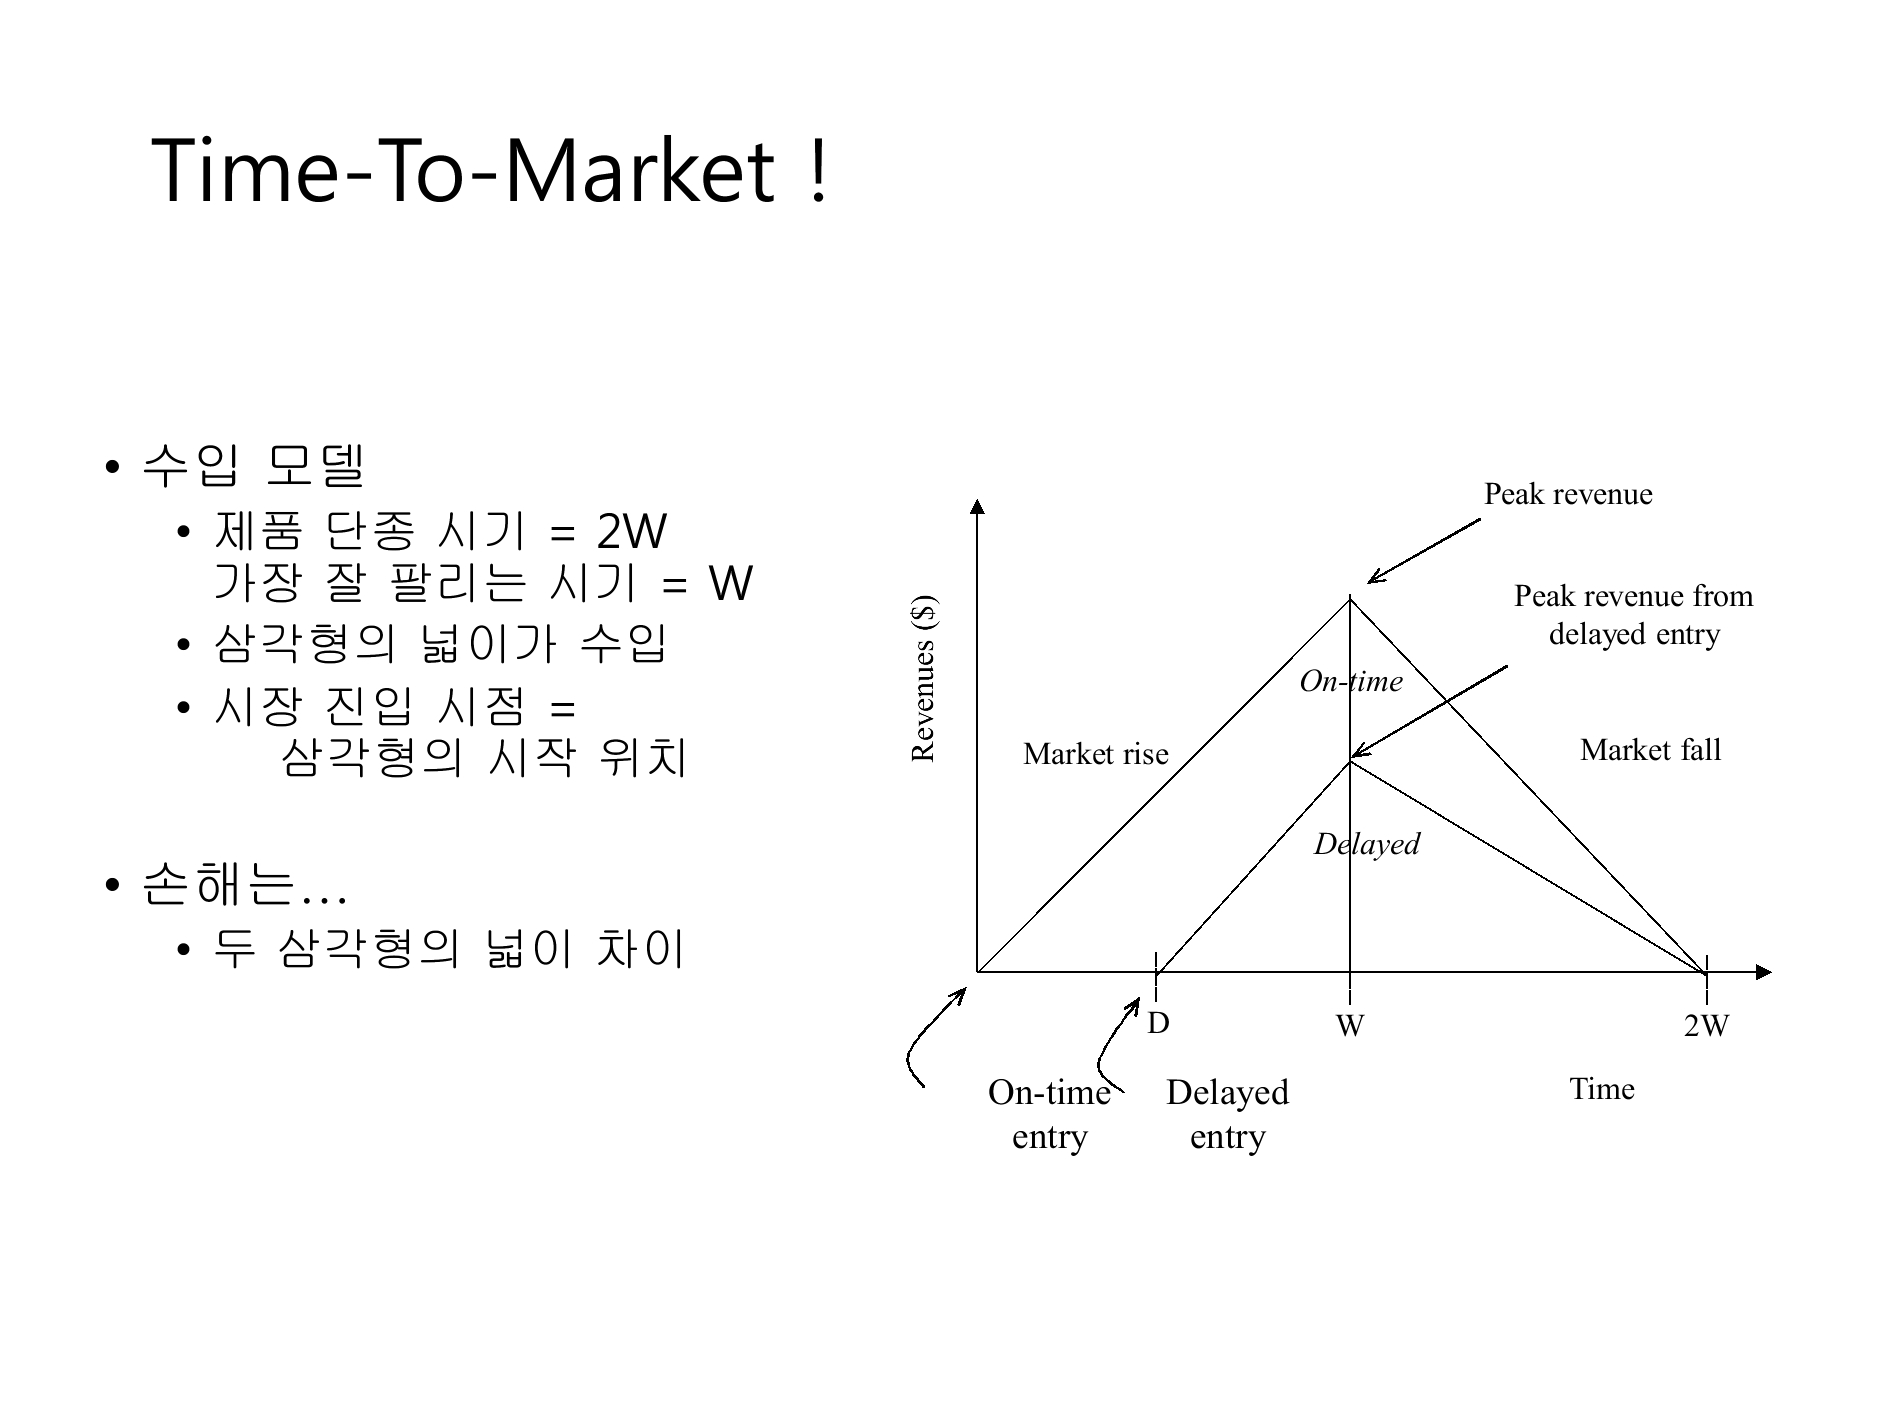 Time-To-Market !
• 수입 모델
• 제품 단종 시기 = 2W
가장 잘 팔리는 시기 = W
• 삼각형의 넓이가 수입
• 시장 진입 시점 =
삼각형의 시작 위치
• 손해는…
• 두 삼각형의 넓이 차이
Peak revenue
Peak revenue from
delayed entry
Revenues ($)
On-time
Market rise
Market fall
Delayed
D
W
2W
On-time
entry
Delayed
entry
Time